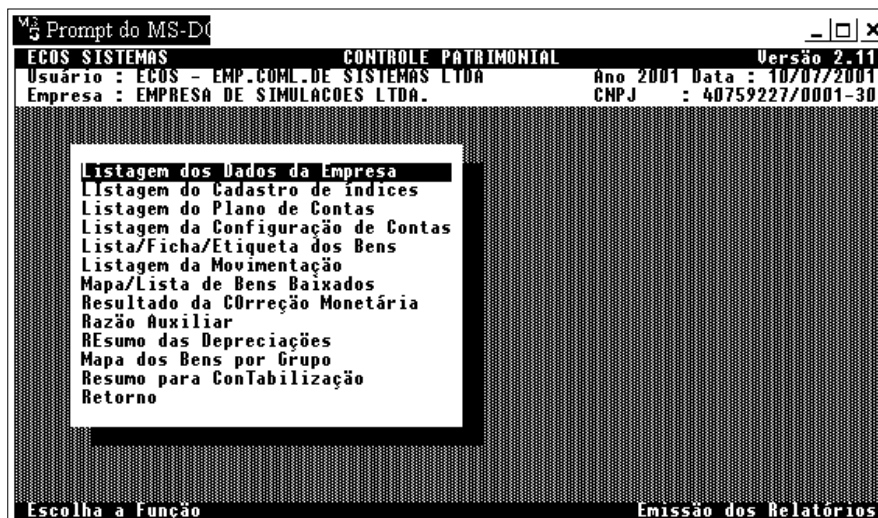 Prompt do MS-DO
ECOS SISTEMAS CONTROLE PATRIMONIAL Versão 2.11
Usuário : ECOS - EMP.COML.DE SISTEMAS LTDA Ano 2001 Data : 10/07/2001
Empresa : EMPRESA DE SIMULACOES LTDA. CNPJ : 40759227/0001-30
Listagem dos Dados da Empresa
LIstagem do Cadastro de índices
Listagem do Plano de Contas
Listagem da Configuração de Contas
Lista/Ficha/Etiqueta dos Bens
Listagem da Movimentação
Mapa/Lista de Bens Baixados
Resultado da COrreção Monetária
Razão Auxiliar
REsumo das Depreciações
Mapa dos Bens por Grupo
Resumo para ConTabilização
Retorno
Escolha a Função Emissão dos Relatórios